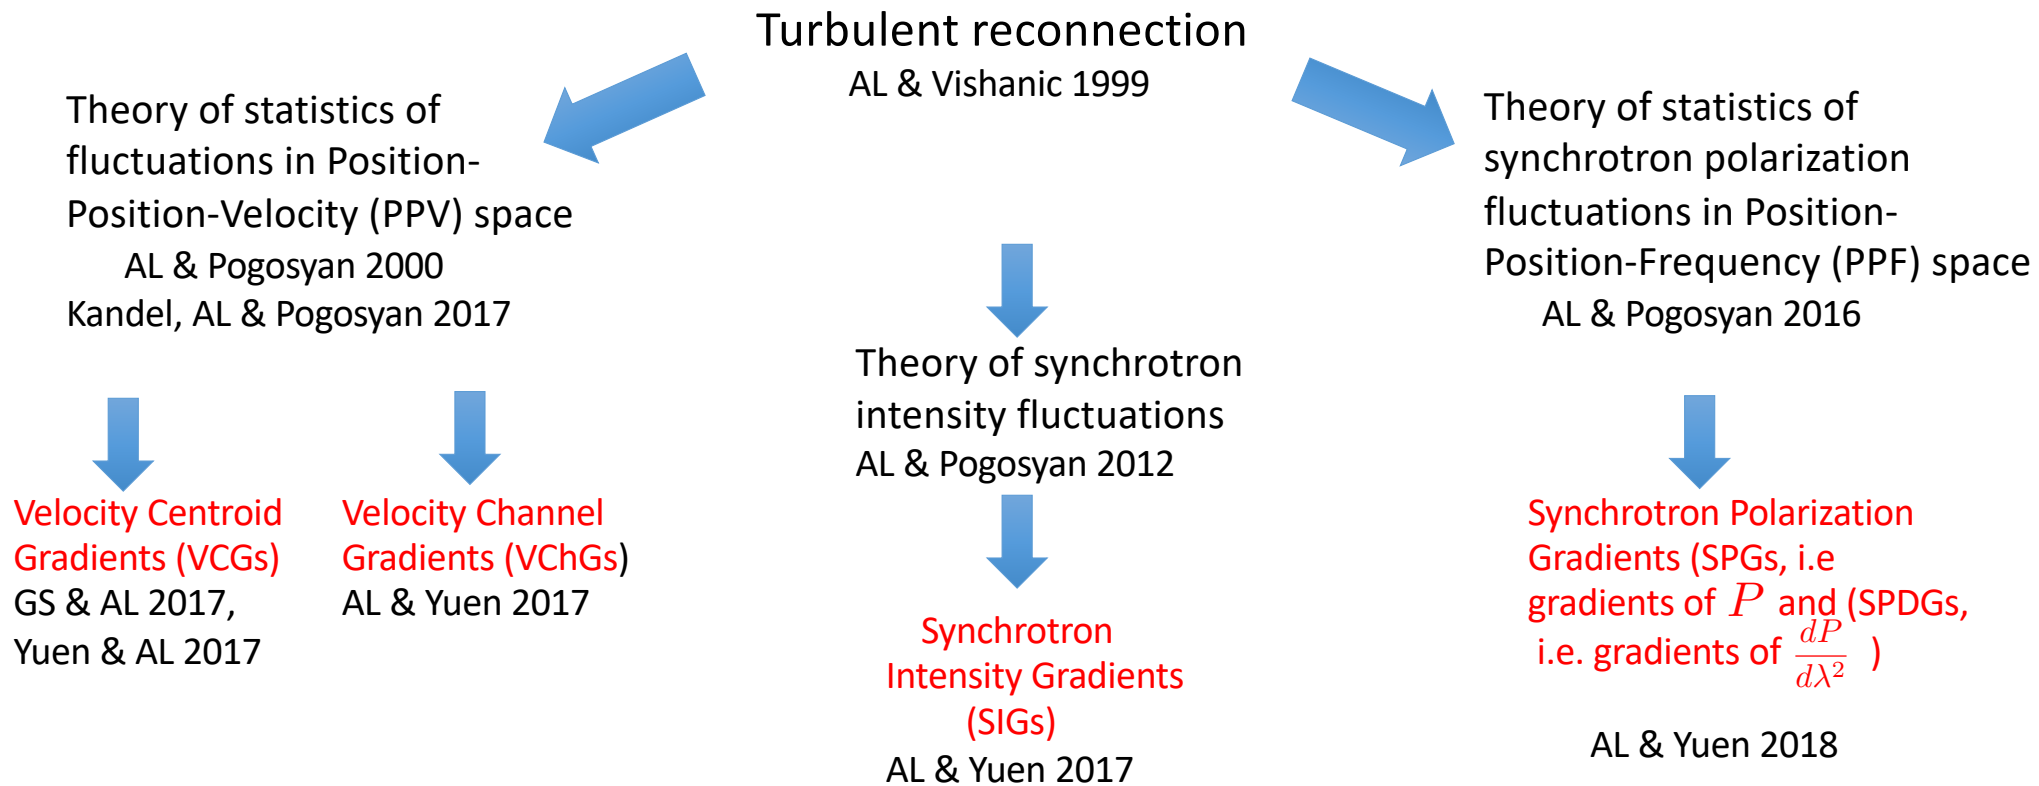 Turbulent reconnection
AL & Vishanic 1999
Theory of statistics of
fluctuations in Position-
Position-Velocity (PPV) space
AL & Pogosyan 2000
Kandel, AL & Pogosyan 2017
Theory of statistics of
synchrotron polarization
fluctuations in Position-
Position-Frequency (PPF) space
AL & Pogosyan 2016
Theory of synchrotron
intensity fluctuations
AL & Pogosyan 2012
Velocity Centroid
Gradients (VCGs)
GS & AL 2017,
Yuen & AL 2017
Velocity Channel
Gradients (VChGs)
AL & Yuen 2017
Synchrotron
Intensity Gradients
(SIGs)
AL & Yuen 2017
Synchrotron Polarization
Gradients (SPGs, i.e
gradients of P and (SPDGs,
i.e. gradients of dP/dλ² )
AL & Yuen 2018